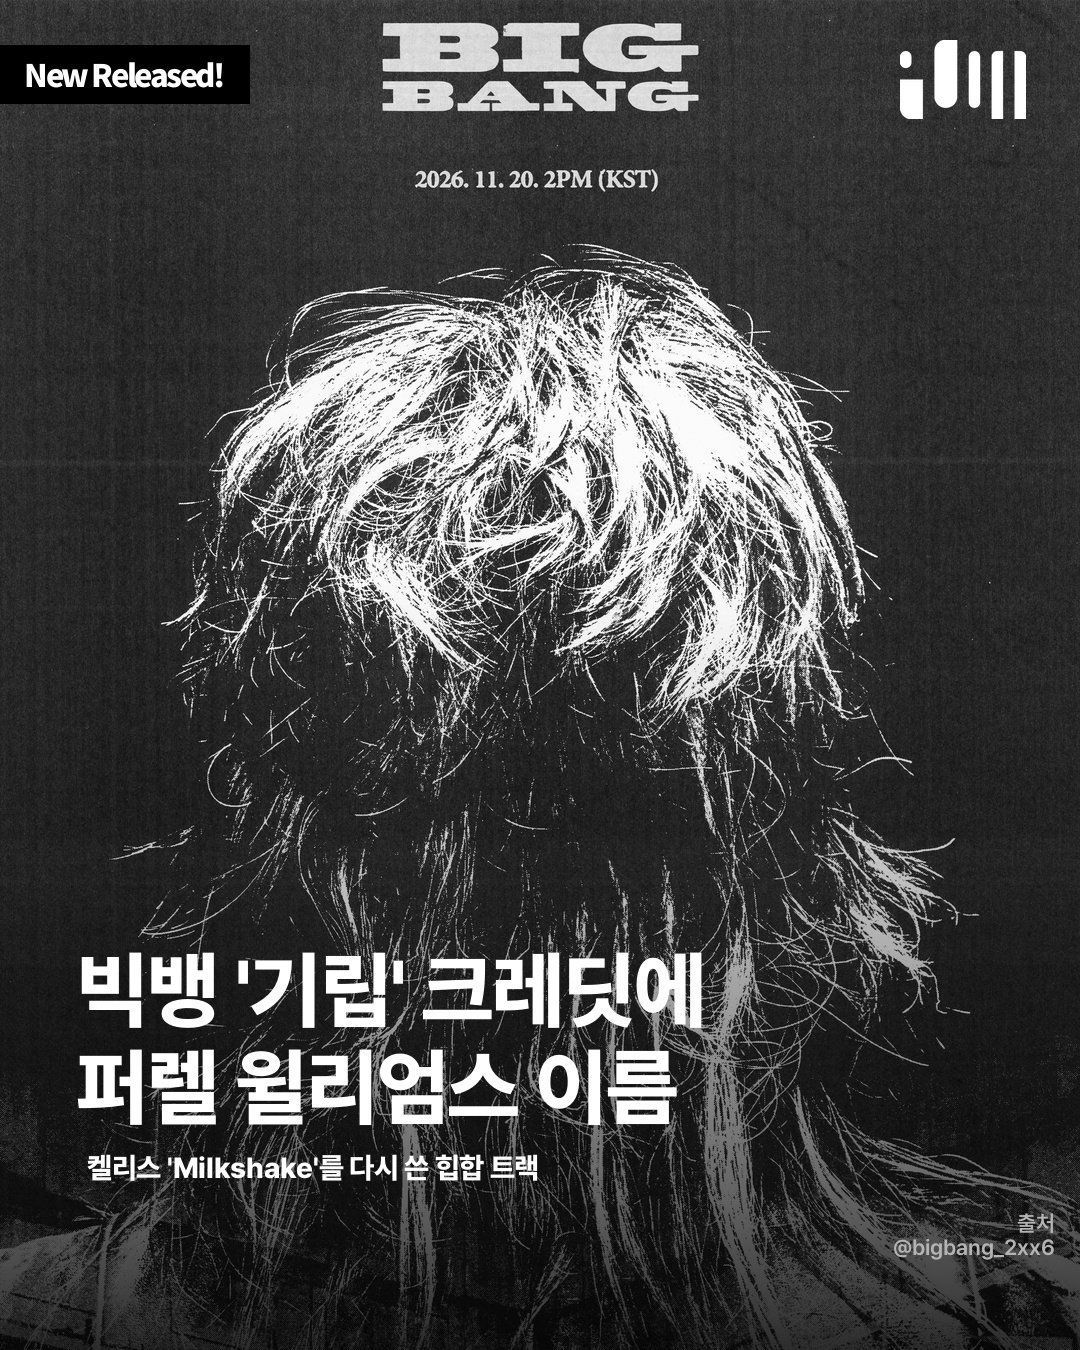 BIG
BANG
New Released!
idm
2026. 11. 20. 2PM (KST)
빅뱅 '기립' 크레딧에
퍼렐 윌리엄스 이름
켈리스 'Milkshake'를 다시 쓴 힙합 트랙
출처
@bigbang_2xx6